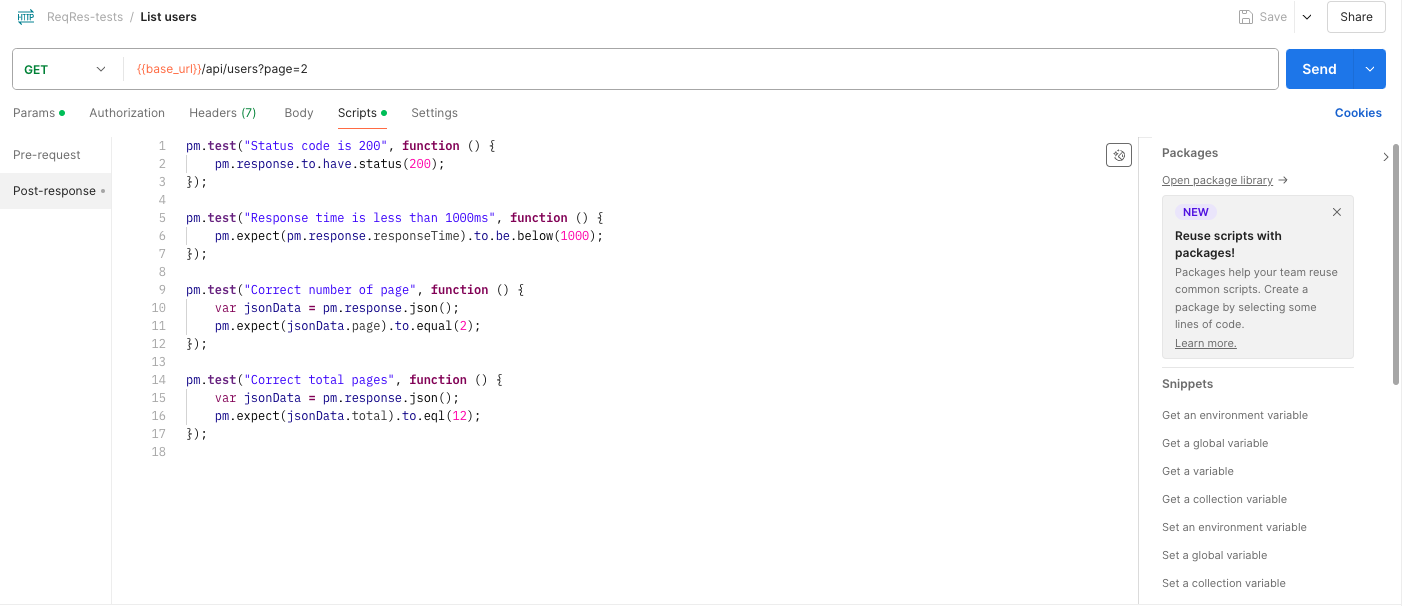 HTTP ReqRes-tests / List users Save Share
GET {{base_url}}/api/users?page=2 Send
Params Authorization Headers (7) Body Scripts Settings Cookies
Pre-request
Post-response
1 pm.test("Status code is 200", function () {
2 pm.response.to.have.status(200);
3 });
4
5 pm.test("Response time is less than 1000ms", function () {
6 pm.expect(pm.response.responseTime).to.be.below(1000);
7 });
8
9 pm.test("Correct number of page", function () {
10 var jsonData = pm.response.json();
11 pm.expect(jsonData.page).to.equal(2);
12 });
13
14 pm.test("Correct total pages", function () {
15 var jsonData = pm.response.json();
16 pm.expect(jsonData.total).to.eql(12);
17 });
18
Packages
Open package library →
NEW
Reuse scripts with
packages!
Packages help your team reuse
common scripts. Create a
package by selecting some
lines of code.
Learn more.
Snippets
Get an environment variable
Get a global variable
Get a variable
Get a collection variable
Set an environment variable
Set a global variable
Set a collection variable